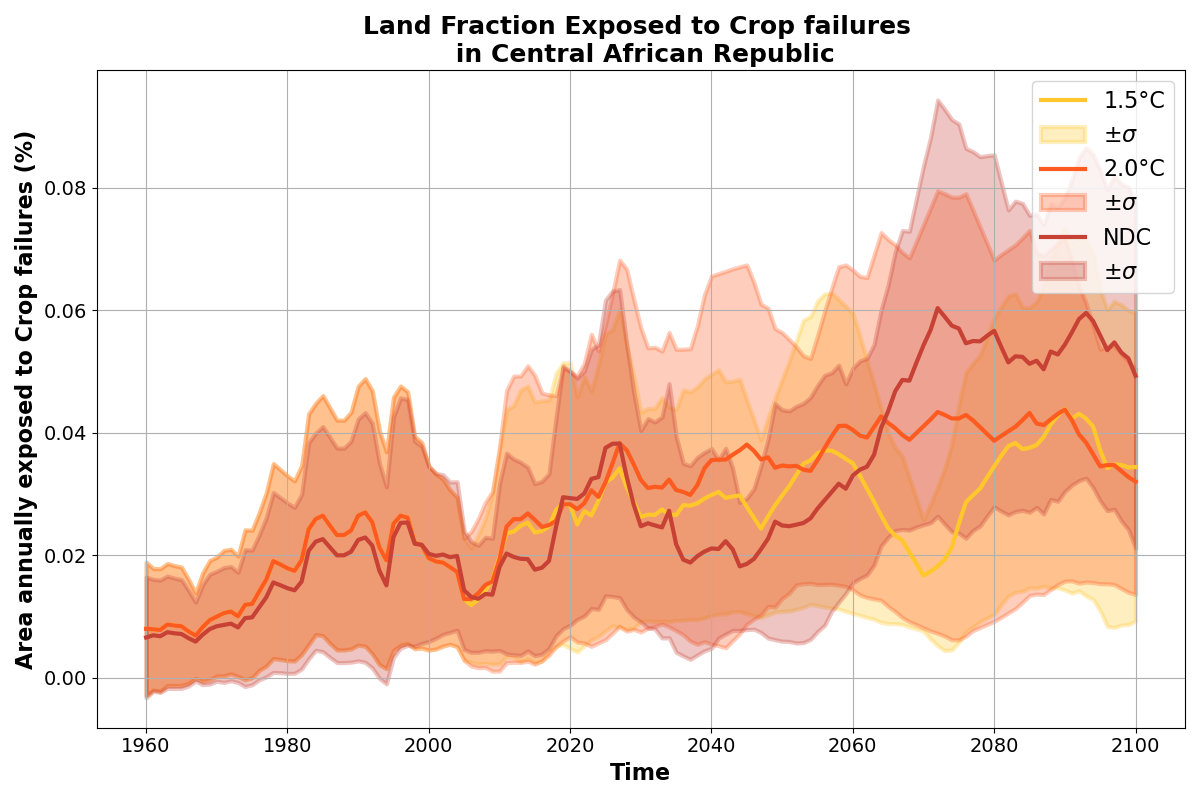 Land Fraction Exposed to Crop failures
in Central African Republic
Area annually exposed to Crop failures (%)
0.08
0.06
0.04
0.02
0.00
1960
1980
2000
2020
2040
2060
2080
2100
Time
1.5°C
±σ
2.0°C
±σ
NDC
±σ